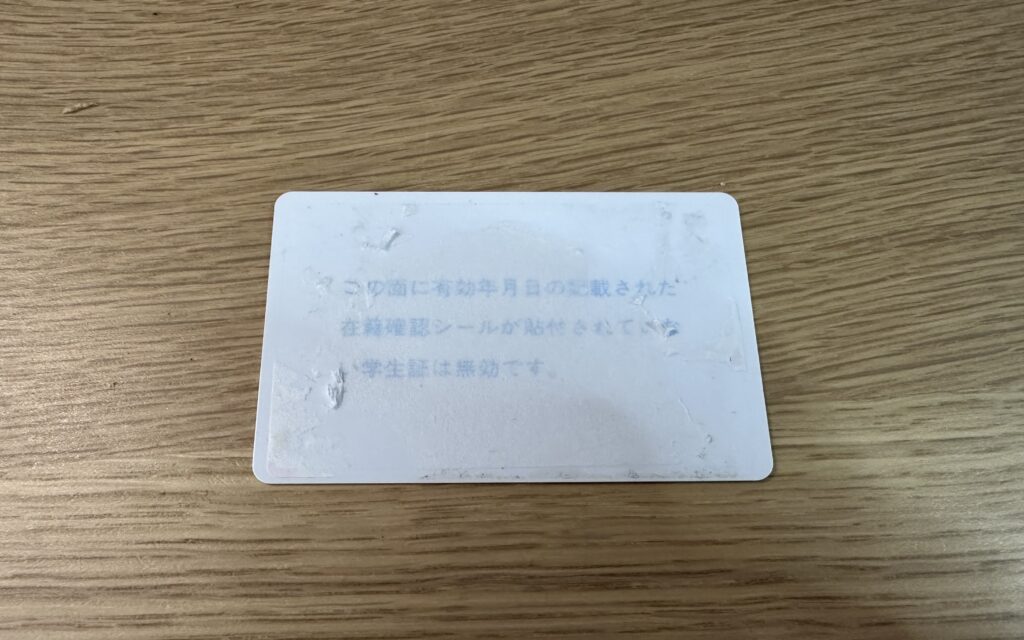 この面に有効年月日の記載された
在籍確認シールが貼付されていな
い学生証は無効です。